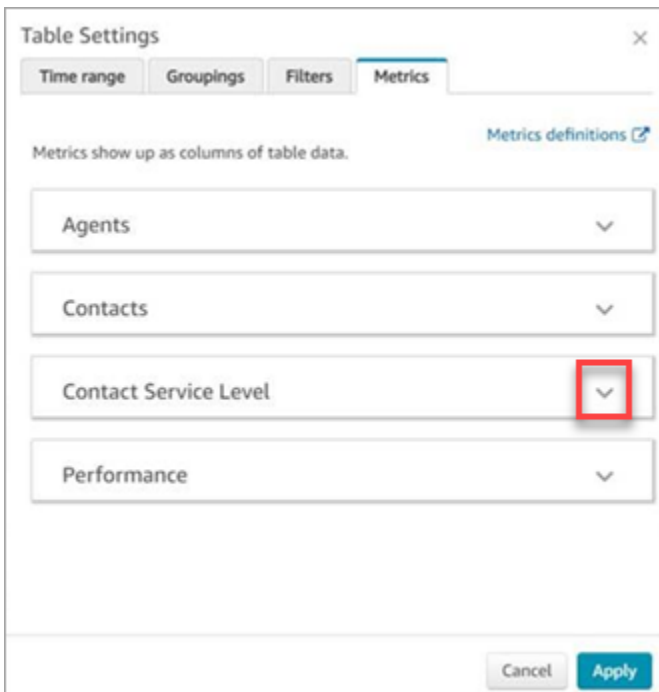 Table Settings
Time range Groupings Filters Metrics
Metrics definitions
Metrics show up as columns of table data.
Agents
Contacts
Contact Service Level
Performance
Cancel Apply